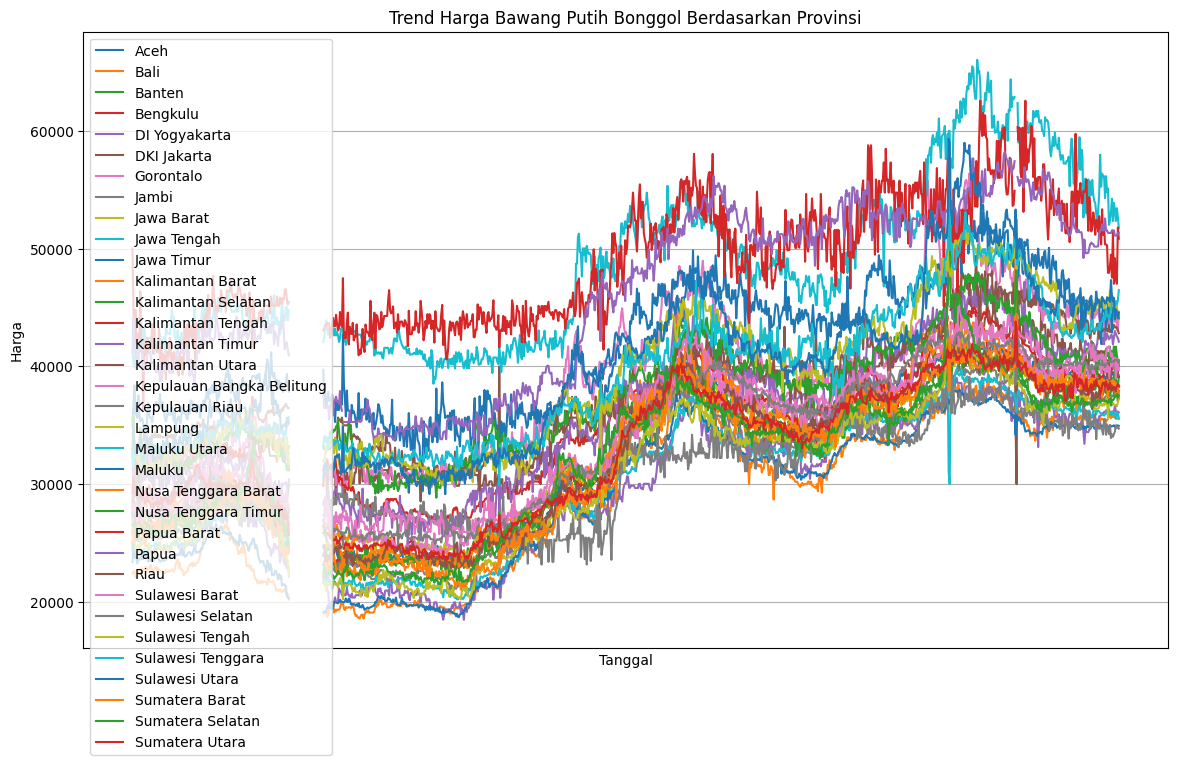 Trend Harga Bawang Putih Bonggol Berdasarkan Provinsi
Harga
60000
50000
40000
30000
20000
Aceh
Bali
Banten
Bengkulu
DI Yogyakarta
DKI Jakarta
Gorontalo
Jambi
Jawa Barat
Jawa Tengah
Jawa Timur
Kalimantan Barat
Kalimantan Selatan
Kalimantan Tengah
Kalimantan Timur
Kalimantan Utara
Kepulauan Bangka Belitung
Kepulauan Riau
Lampung
Maluku Utara
Maluku
Nusa Tenggara Barat
Nusa Tenggara Timur
Papua Barat
Papua
Riau
Sulawesi Barat
Sulawesi Selatan
Sulawesi Tengah
Sulawesi Tenggara
Sulawesi Utara
Sumatera Barat
Sumatera Selatan
Sumatera Utara
Tanggal